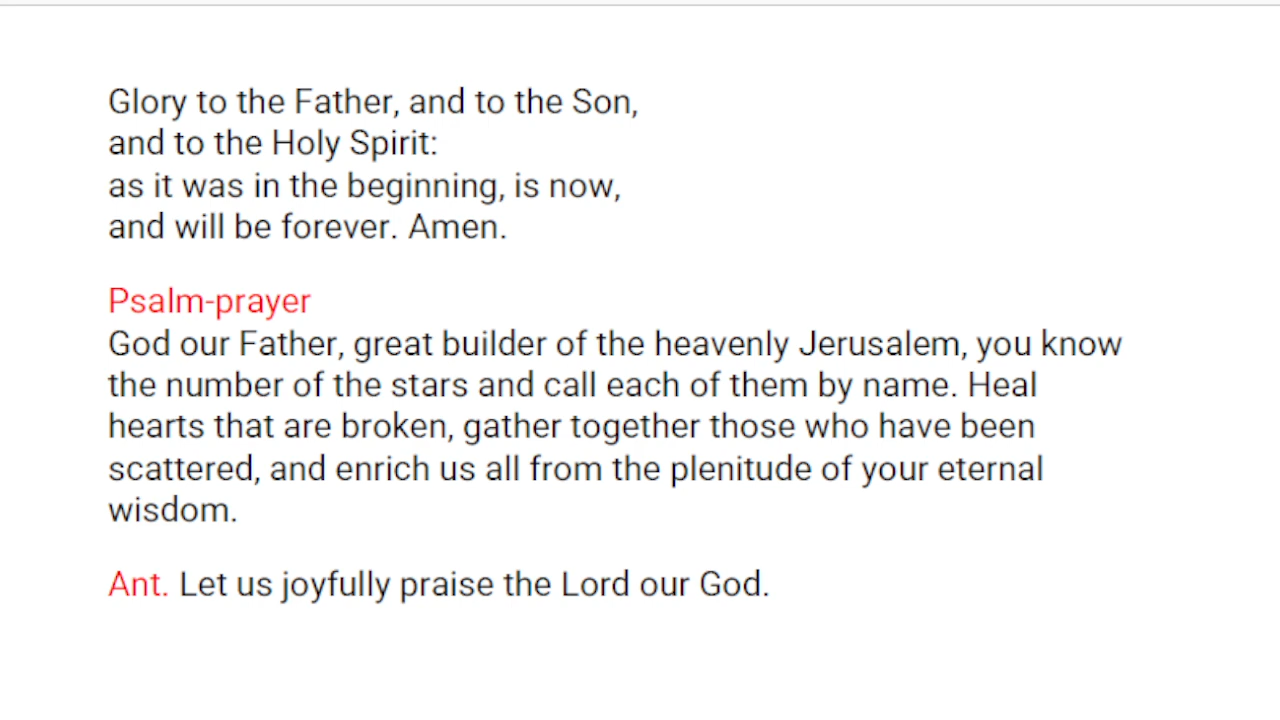 Glory to the Father, and to the Son,
and to the Holy Spirit:
as it was in the beginning, is now,
and will be forever. Amen.
Psalm-prayer
God our Father, great builder of the heavenly Jerusalem, you know
the number of the stars and call each of them by name. Heal
hearts that are broken, gather together those who have been
scattered, and enrich us all from the plenitude of your eternal
wisdom.
Ant. Let us joyfully praise the Lord our God.